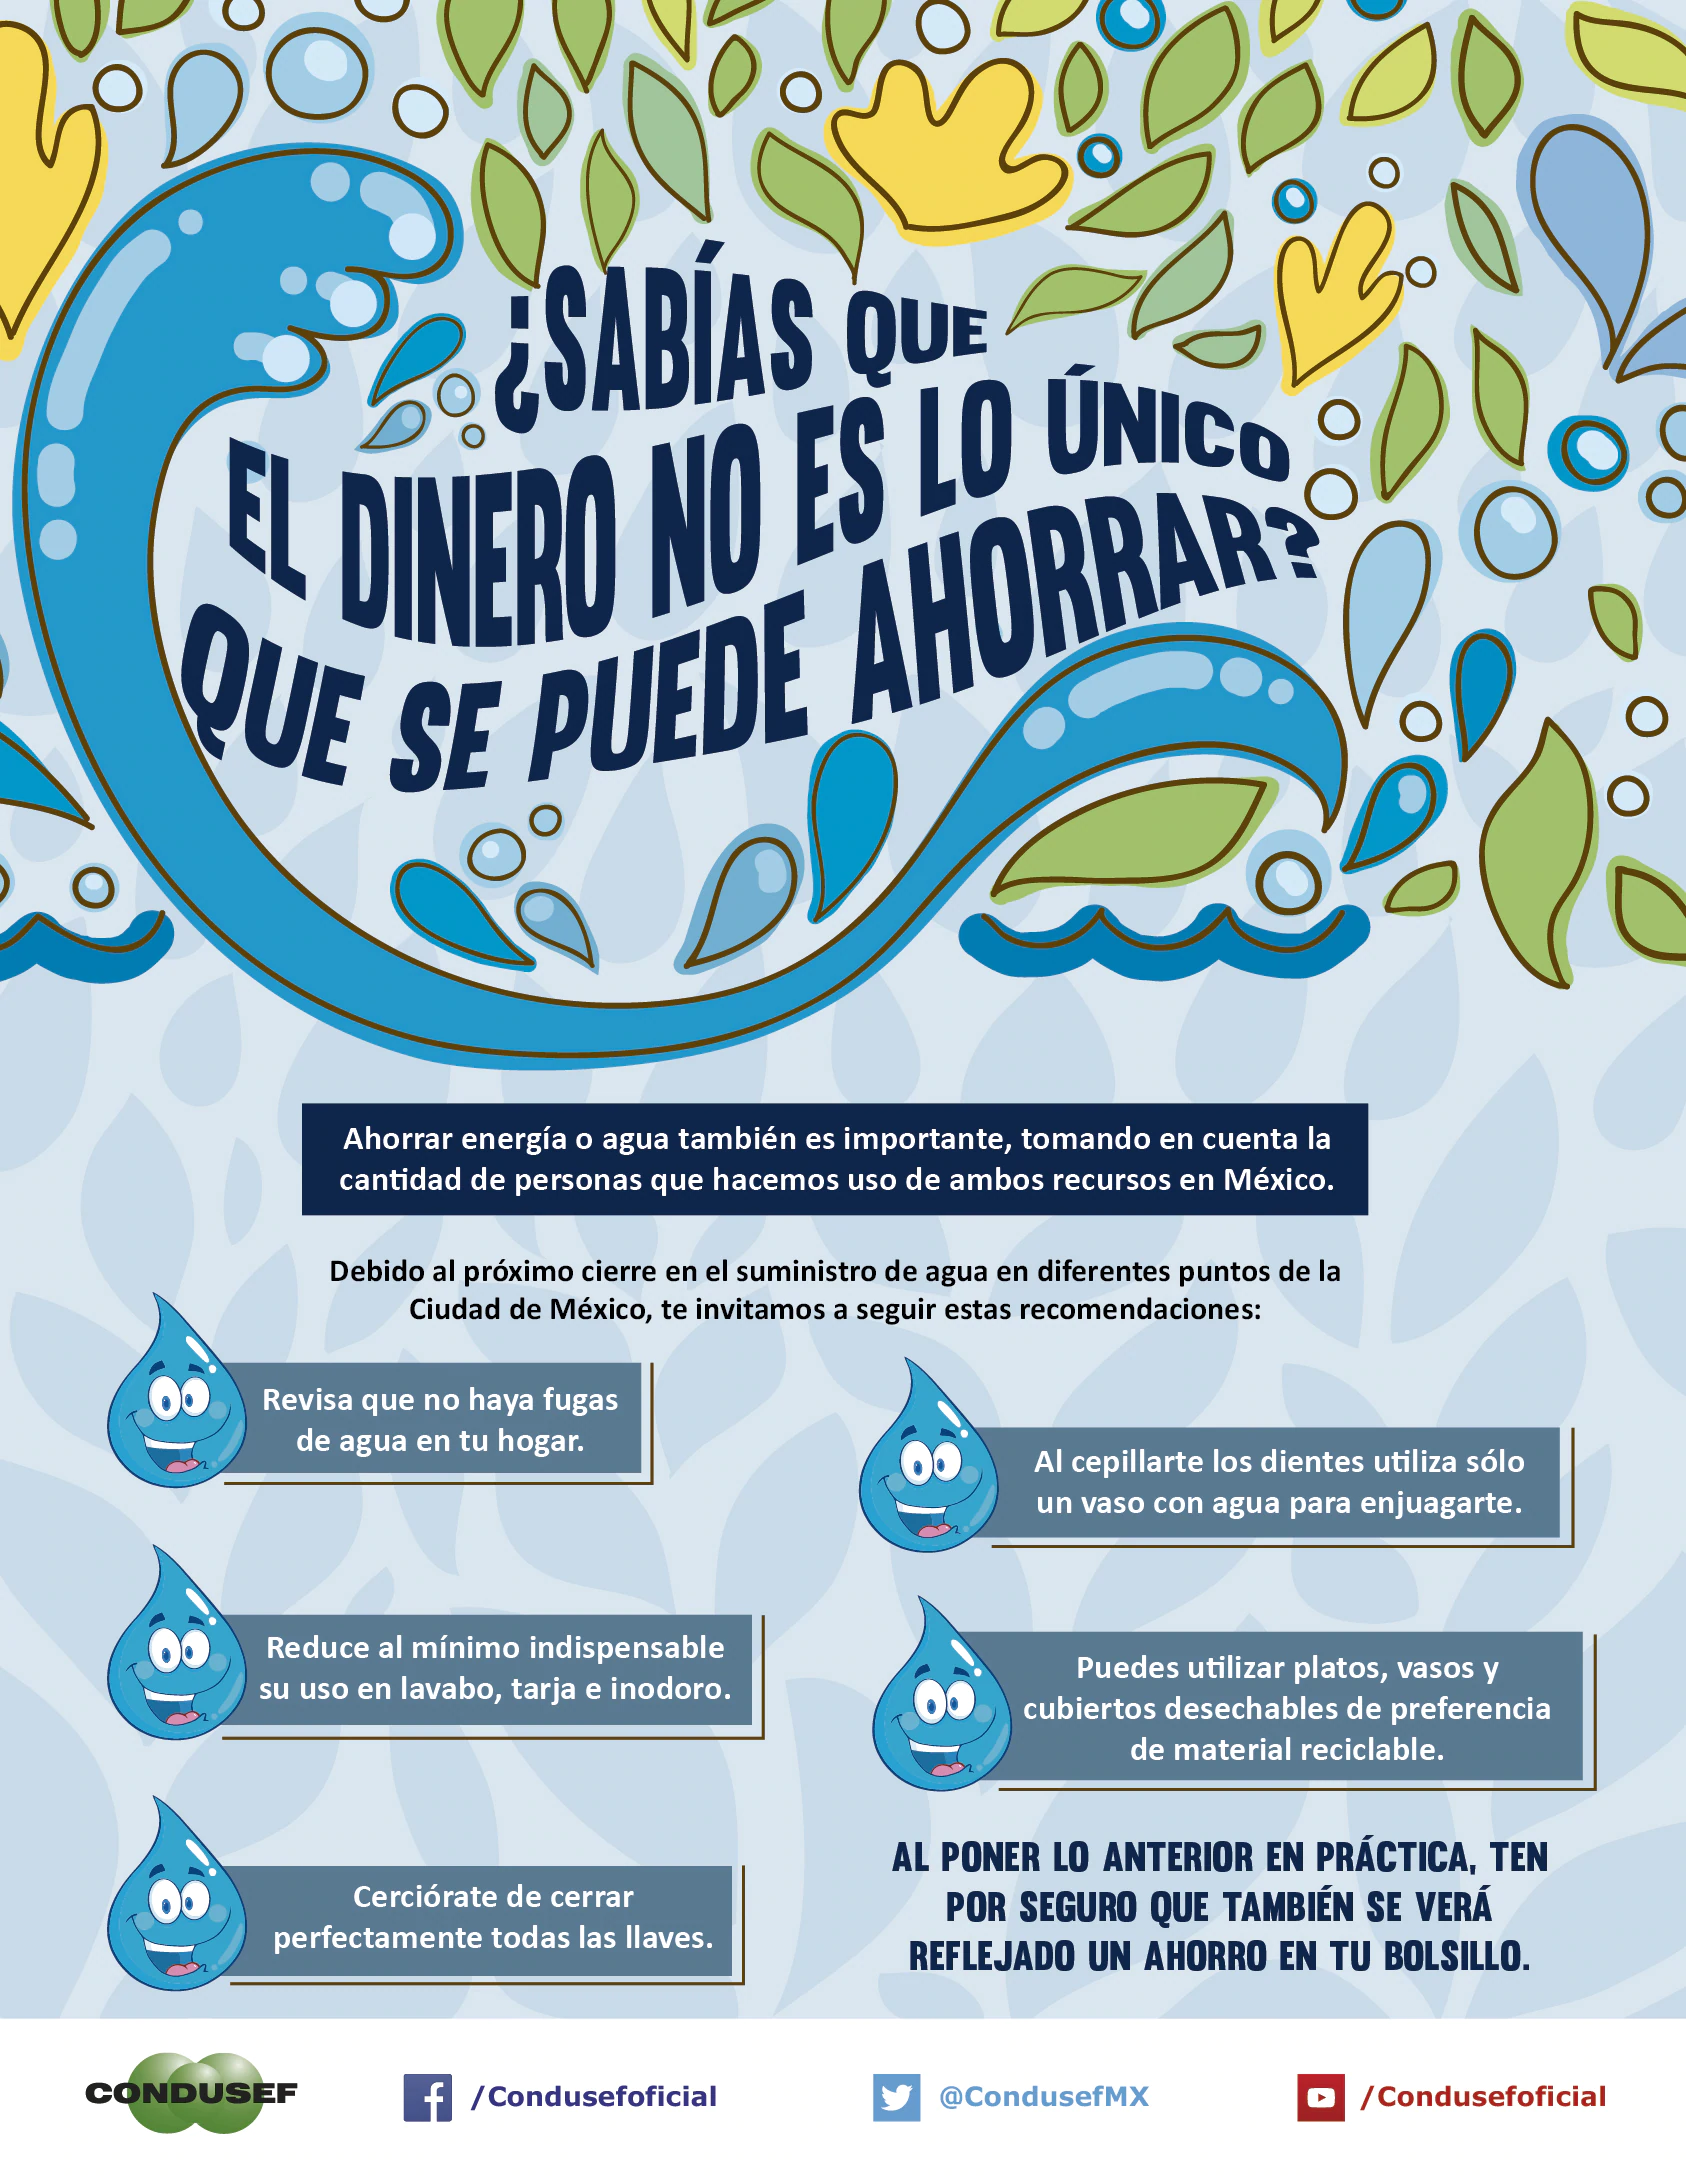 ¿SABÍAS QUE
EL DINERO NO ES LO ÚNICO
QUE SE PUEDE AHORRAR?
Ahorrar energía o agua también es importante, tomando en cuenta la
cantidad de personas que hacemos uso de ambos recursos en México.
Debido al próximo cierre en el suministro de agua en diferentes puntos de la
Ciudad de México, te invitamos a seguir estas recomendaciones:
Revisa que no haya fugas
de agua en tu hogar.
Reduce al mínimo indispensable
su uso en lavabo, tarja e inodoro.
Cerciórate de cerrar
perfectamente todas las llaves.
Al cepillarte los dientes utiliza sólo
un vaso con agua para enjuagarte.
Puedes utilizar platos, vasos y
cubiertos desechables de preferencia
de material reciclable.
AL PONER LO ANTERIOR EN PRÁCTICA, TEN
POR SEGURO QUE TAMBIÉN SE VERÁ
REFLEJADO UN AHORRO EN TU BOLSILLO.
CONDUSEF
/Condusefoficial
@CondusefMX
/Condusefoficial